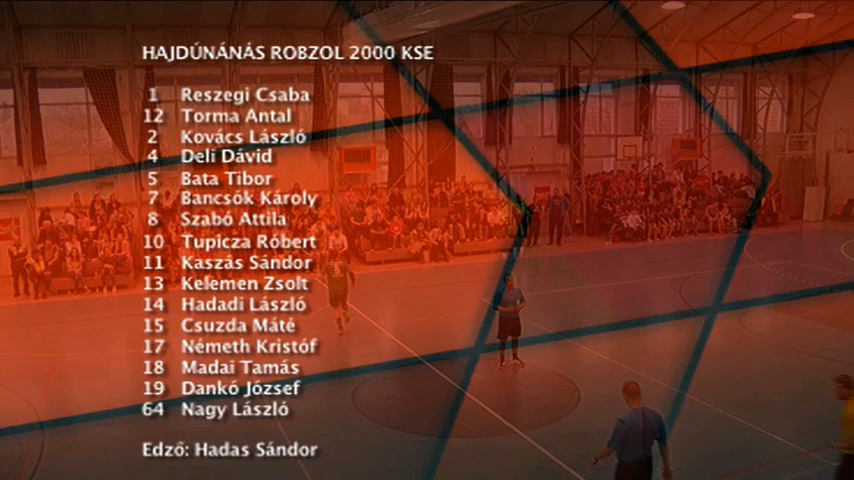 HAJDÚNÁNÁS ROBZOL 2000 KSE
1 Reszegi Csaba
12 Torma Antal
2 Kovács László
4 Deli Dávid
5 Bata Tibor
7 Bancsók Károly
8 Szabó Attila
10 Tupicza Róbert
11 Kaszás Sándor
13 Kelemen Zsolt
14 Hadadi László
15 Csuzda Máté
17 Németh Kristóf
18 Madai Tamás
19 Dankó József
64 Nagy László
Edző: Hadas Sándor